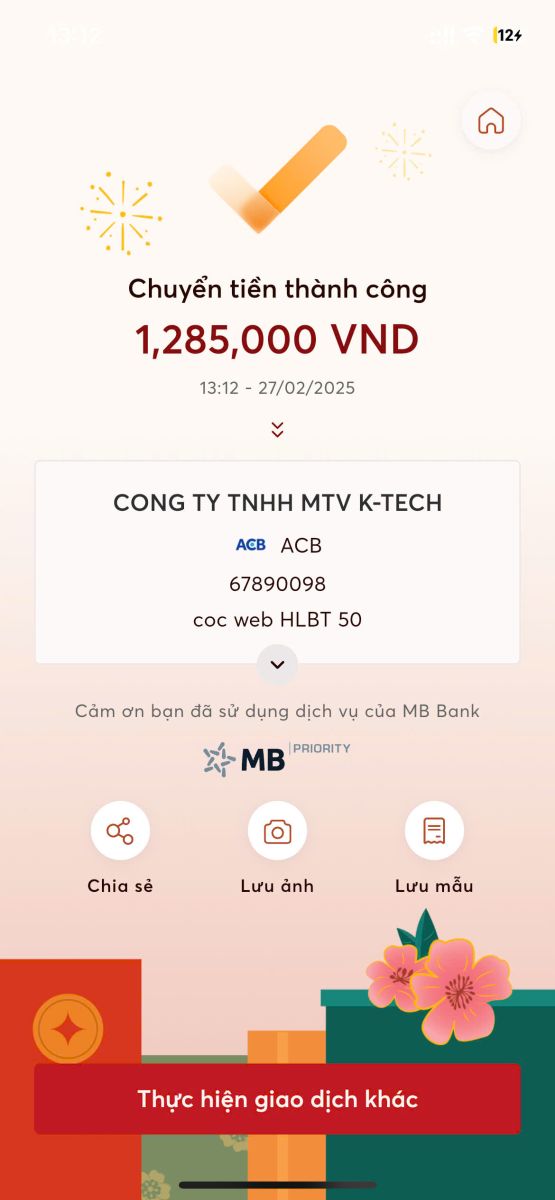 13:12
12
Chuyển tiền thành công
1,285,000 VND
13:12 - 27/02/2025
CONG TY TNHH MTV K-TECH
ACB ACB
67890098
coc web HLBT 50
Cảm ơn bạn đã sử dụng dịch vụ của MB Bank
MB PRIORITY
Chia sẻ
Lưu ảnh
Lưu mẫu
Thực hiện giao dịch khác